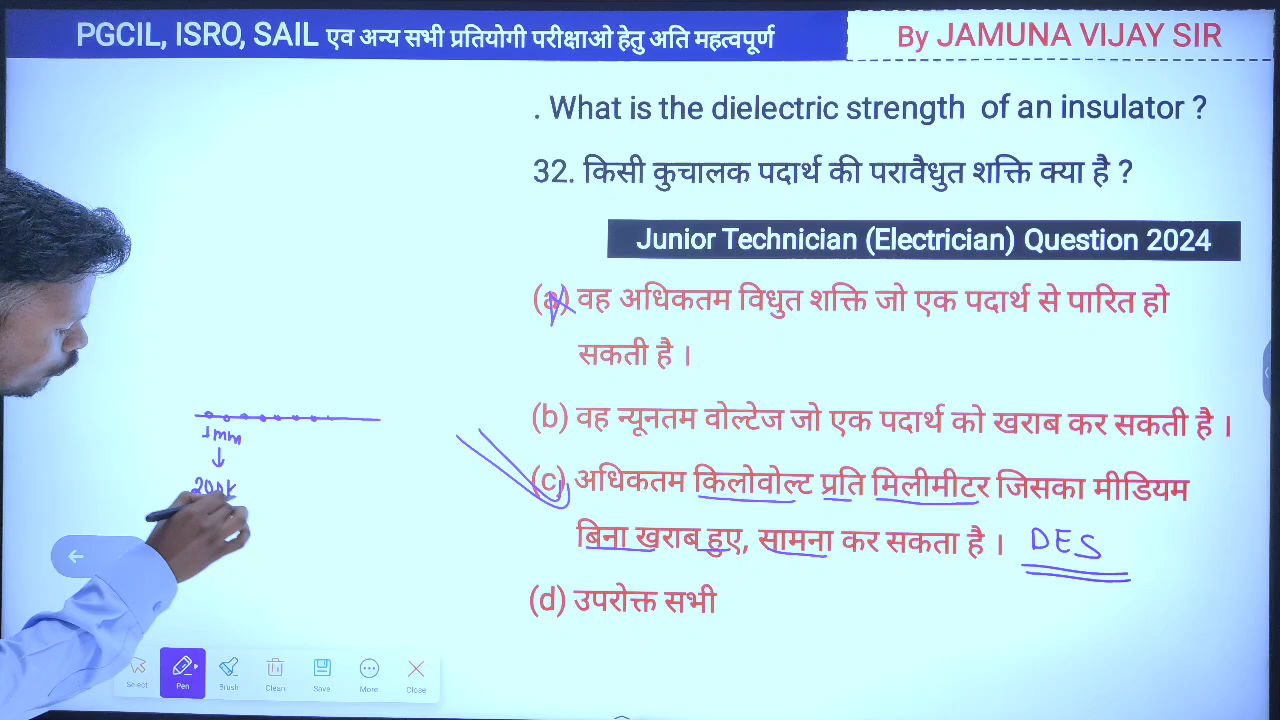 PGCIL, ISRO, SAIL एव अन्य सभी प्रतियोगी परीक्षाओ हेतु अति महत्वपूर्ण
By JAMUNA VIJAY SIR
. What is the dielectric strength of an insulator ?
32. किसी कुचालक पदार्थ की परावैधुत शक्ति क्या है ?
Junior Technician (Electrician) Question 2024
(a) वह अधिकतम विधुत शक्ति जो एक पदार्थ से पारित हो
सकती है ।
(b) वह न्यूनतम वोल्टेज जो एक पदार्थ को खराब कर सकती है ।
(c) अधिकतम किलोवोल्ट प्रति मिलीमीटर जिसका मीडियम
बिना खराब हुए, सामना कर सकता है । DES
(d) उपरोक्त सभी
1mm
Select Pen Brush Clean Save More Close